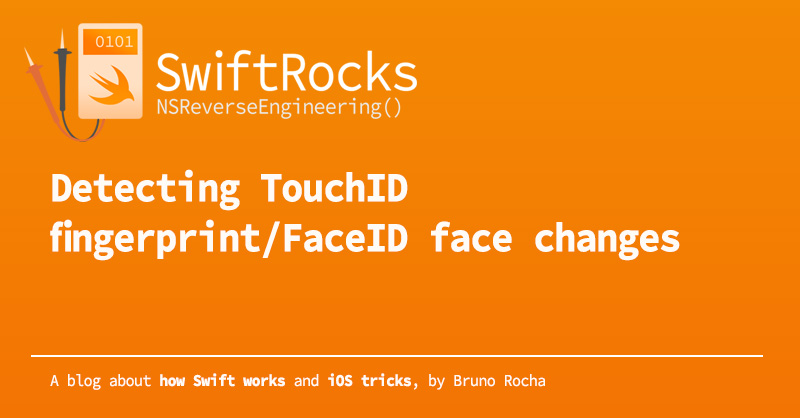 0101
SwiftRocks
NSReverseEngineering()
Detecting TouchID
fingerprint/FaceID face changes
A blog about how Swift works and iOS tricks, by Bruno Rocha